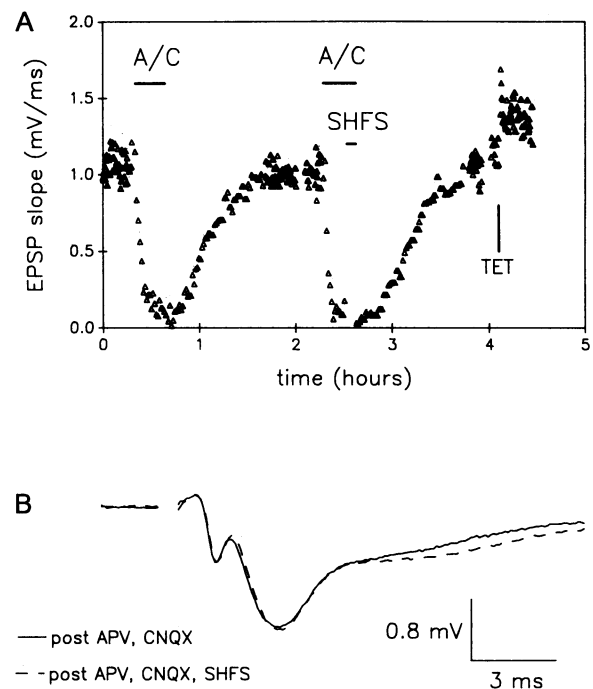 A
A/C
A/C
SHFS
TET
EPSP slope (mV/ms)
2.0
1.5
1.0
0.5
0.0
0
1
2
3
4
5
time (hours)
B
post APV, CNQX
post APV, CNQX, SHFS
0.8 mV
3 ms